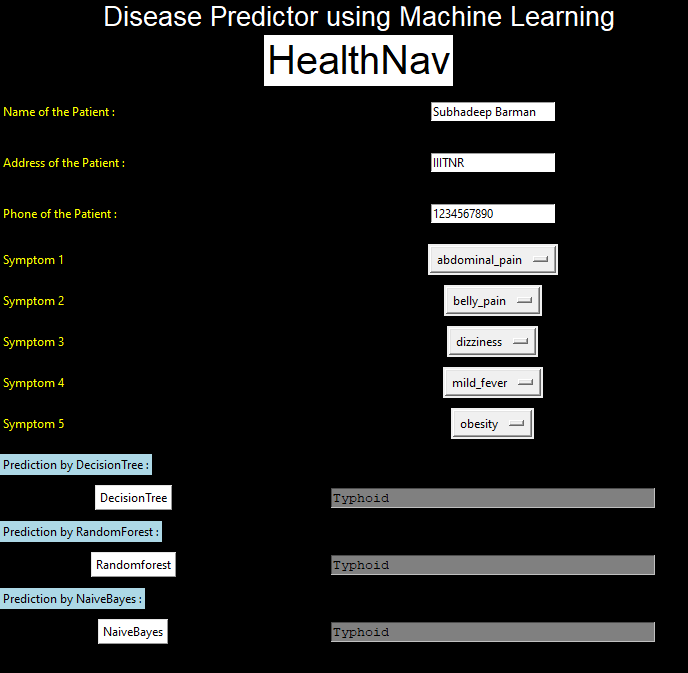 Disease Predictor using Machine Learning
HealthNav
Name of the Patient : Subhadeep Barman
Address of the Patient : IIITNR
Phone of the Patient : 1234567890
Symptom 1 abdominal_pain
Symptom 2 belly_pain
Symptom 3 dizziness
Symptom 4 mild_fever
Symptom 5 obesity
Prediction by DecisionTree :
DecisionTree Typhoid
Prediction by RandomForest :
Randomforest Typhoid
Prediction by NaiveBayes :
NaiveBayes Typhoid